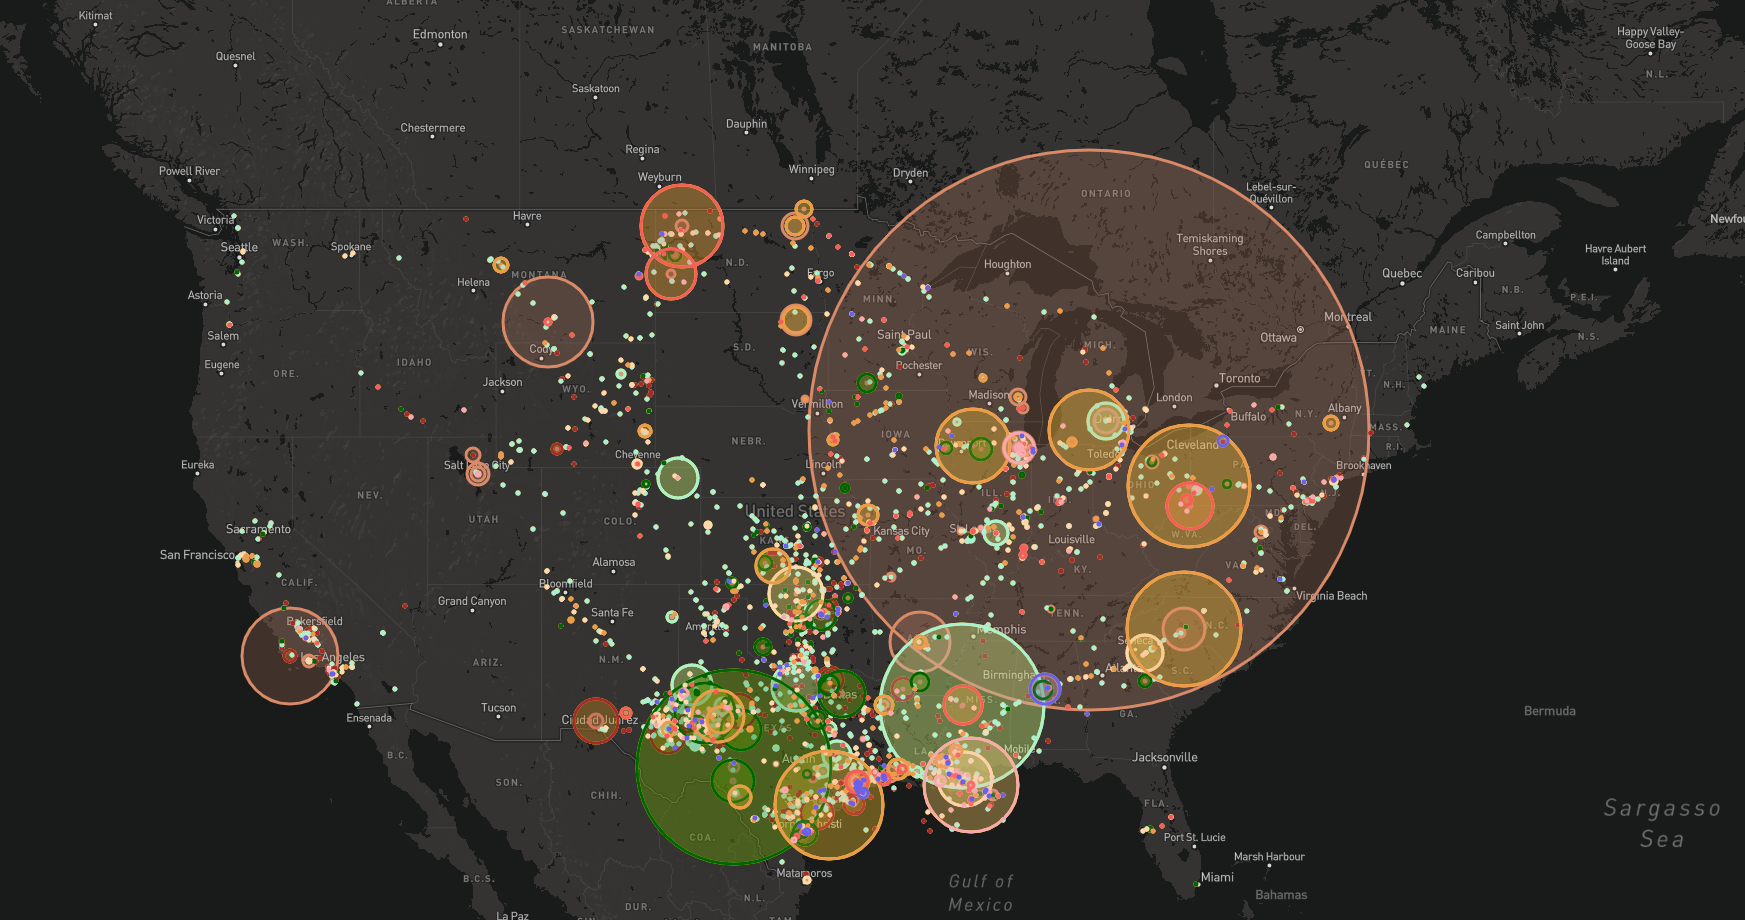 ALBERTA
Kitimat
Edmonton
SASKATCHEWAN
MANITOBA
Happy Valley-
Goose Bay
N.L.
Quesnel
Saskatoon
Chestermere
Dauphin
Regina
Winnipeg
Dryden
Weyburn
Powell River
QUÉBEC
ONTARIO
Lebel-sur-
Quévillon
Victoria
Havre
Newfou
Seattle
WASH.
Spokane
Temiskaming
Shores
Campbellton
Havre Aubert
Island
Houghton
N.D.
Fargo
Quebec
Caribou
MONTANA
Helena
N.B.
P.E.I.
Astoria
MINN.
Salem
Saint Paul
Montreal
Ottawa
MAINE
Saint John
N.S.
Eugene
IDAHO
Cody
S.D.
WIS.
MICH.
Rochester
ORE.
Jackson
WYO.
Toronto
VT.
N.H.
Vermillion
Madison
London
Buffalo
N.Y.
Albany
MASS.
NEBR.
IOWA
Cleveland
R.I.
Eureka
Salt Lake City
Cheyenne
Lincoln
Toledo
PA.
Brookhaven
NEV.
UTAH
COLO.
United States
ILL.
IND.
OHIO
N.J.
MD.
DEL.
Sacramento
San Francisco
KA
Kansas City
MO.
St. Louis
Louisville
W.VA.
KY.
VA.
CALIF.
Alamosa
Bloomfield
Grand Canyon
Santa Fe
Virginia Beach
Bakersfield
Amarillo
TENN.
Memphis
N.C.
Seneca
Los Angeles
ARIZ.
N.M.
Birmingham
Atlanta
S.C.
Dallas
MISS.
Ensenada
Tucson
Ciudad Juárez
TEXAS
GA.
Bermuda
B.C.
LA.
Mobile
Austin
Jacksonville
SON.
CHIH.
FLA.
Sargasso
Sea
COA.
Corpus Christi
Port St. Lucie
Marsh Harbour
Matamoros
Miami
B.C.S.
Gulf of
Mexico
Bahamas
DUR.
N.L.
La Paz
SIN.
TAM.